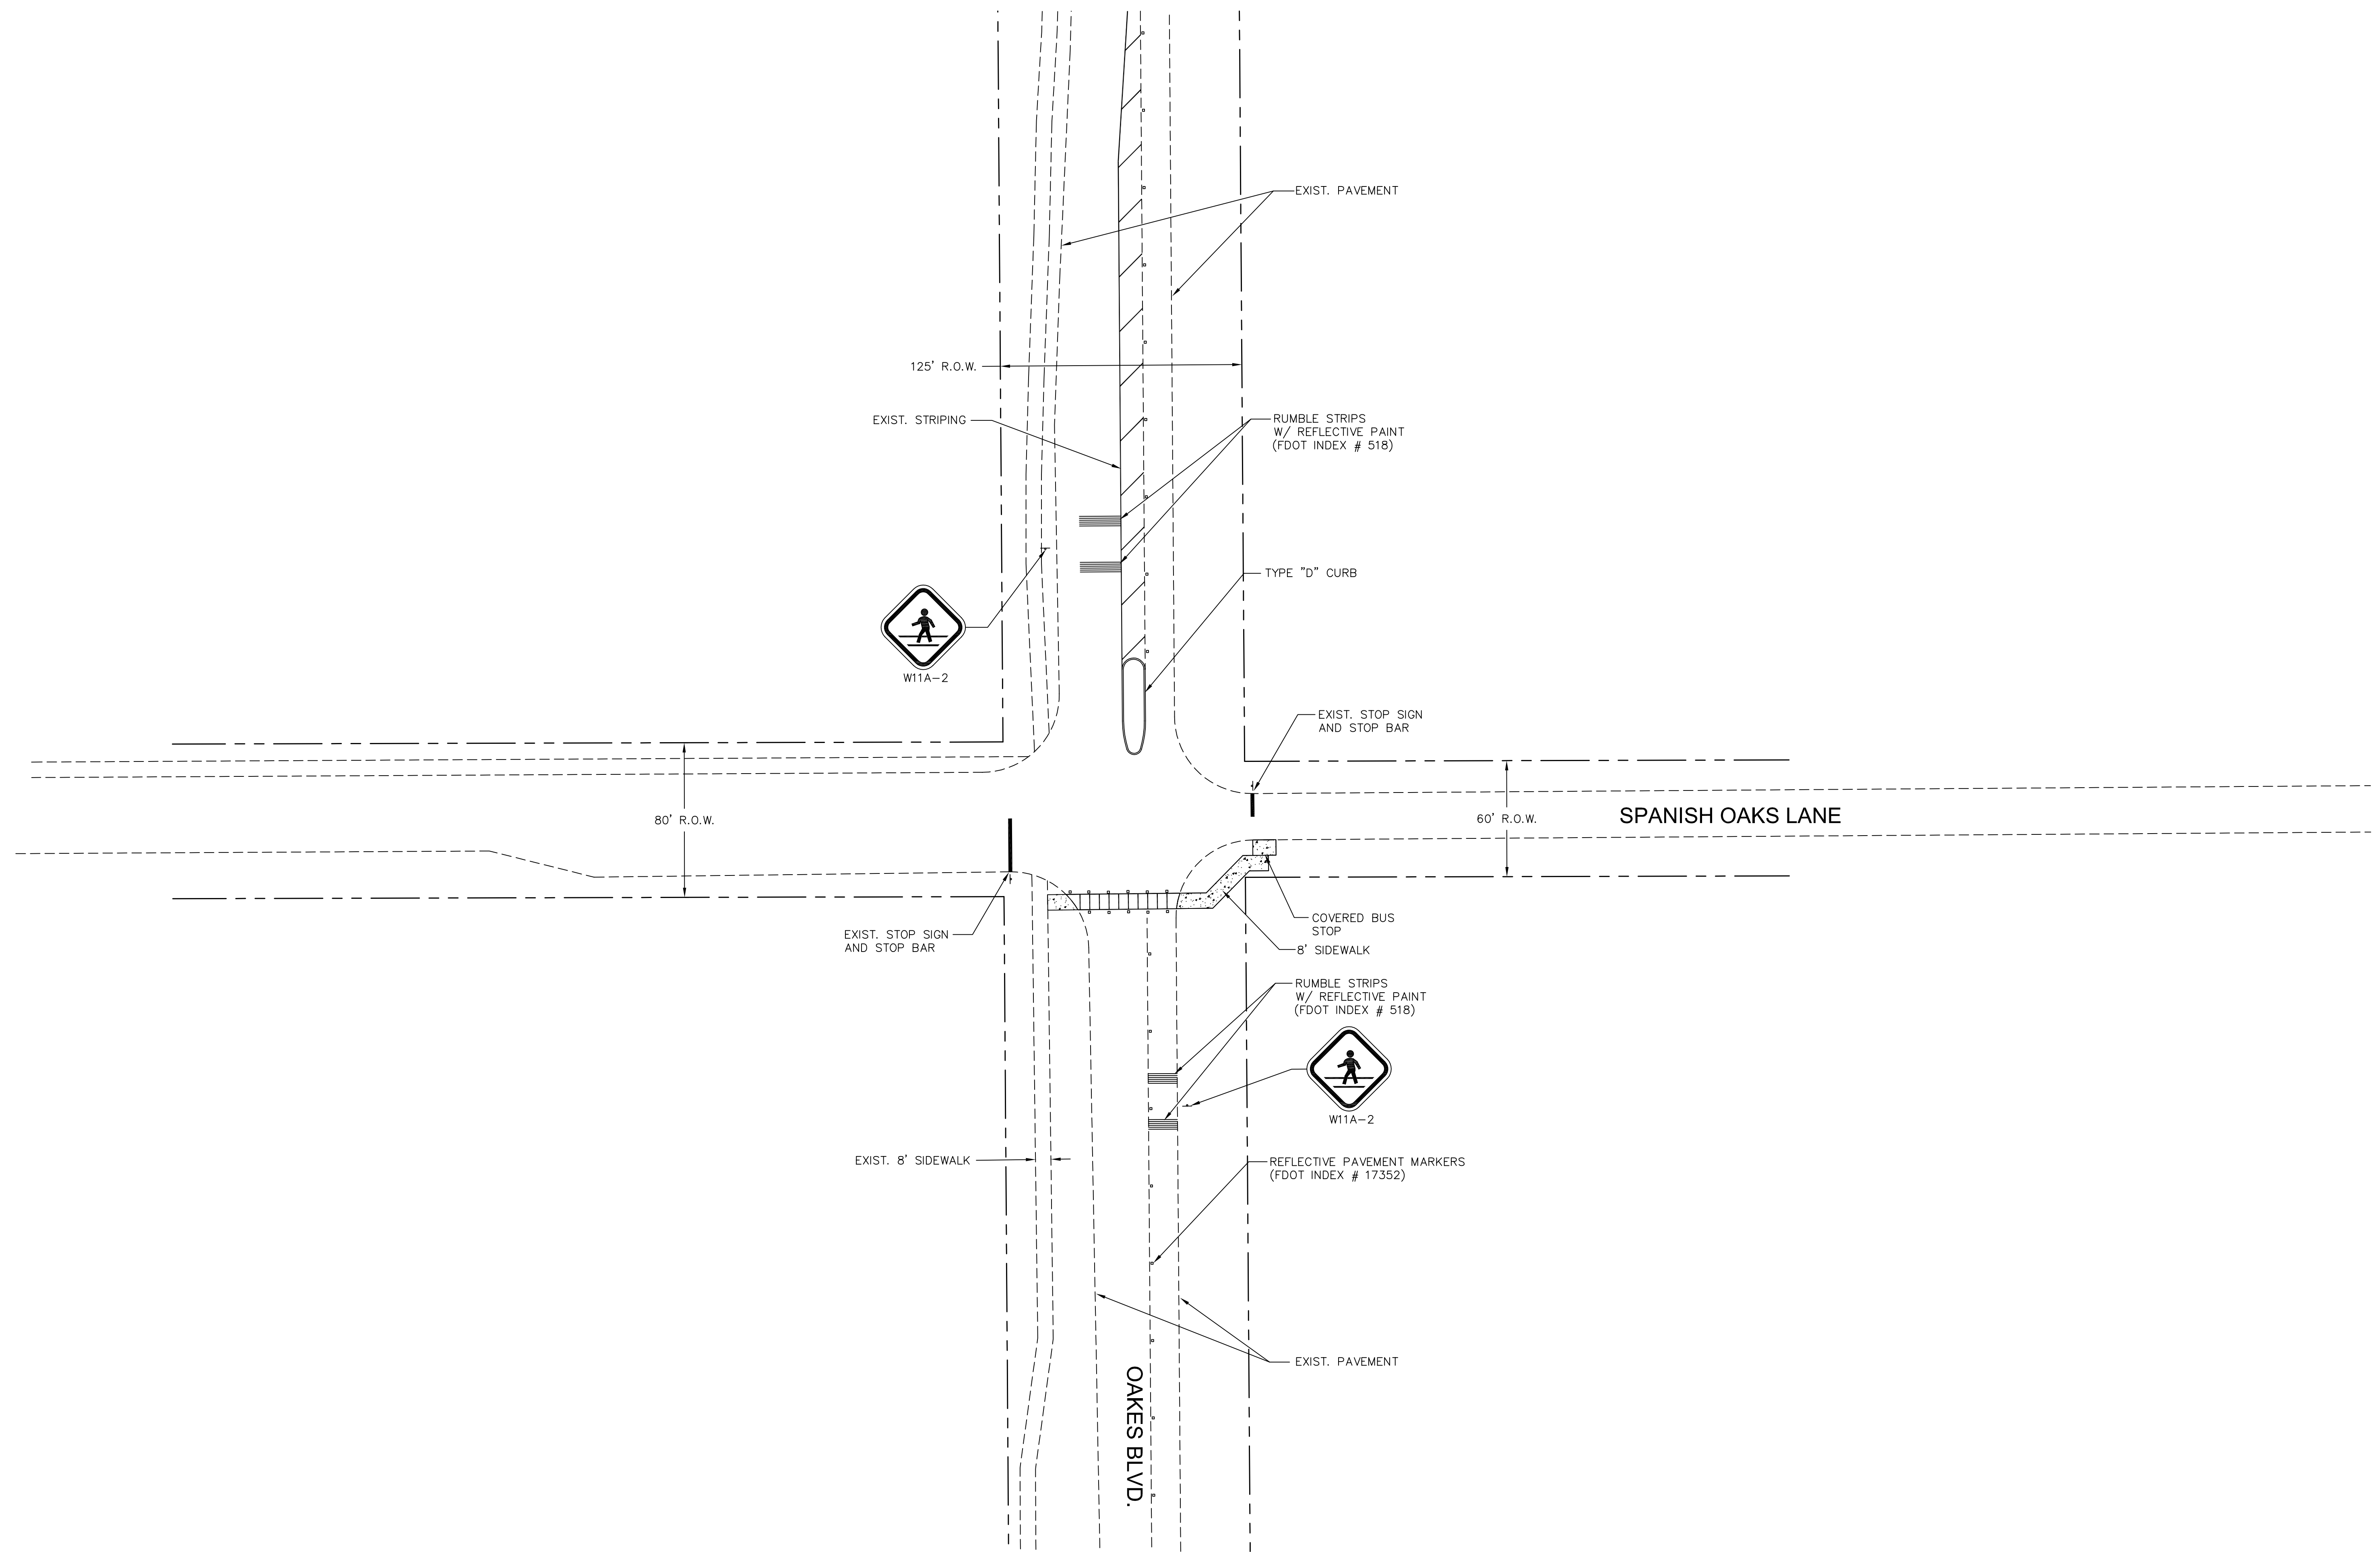 EXIST. PAVEMENT
125' R.O.W.
EXIST. STRIPING
RUMBLE STRIPS
W/ REFLECTIVE PAINT
(FDOT INDEX # 518)
TYPE "D" CURB
W11A-2
EXIST. STOP SIGN
AND STOP BAR
80' R.O.W.
60' R.O.W.
SPANISH OAKS LANE
COVERED BUS
STOP
EXIST. STOP SIGN
AND STOP BAR
8' SIDEWALK
RUMBLE STRIPS
W/ REFLECTIVE PAINT
(FDOT INDEX # 518)
W11A-2
EXIST. 8' SIDEWALK
REFLECTIVE PAVEMENT MARKERS
(FDOT INDEX # 17352)
EXIST. PAVEMENT
OAKES BLVD.